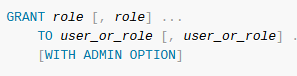 GRANT role [, role] ...
TO user_or_role [, user_or_role] .
[WITH ADMIN OPTION]